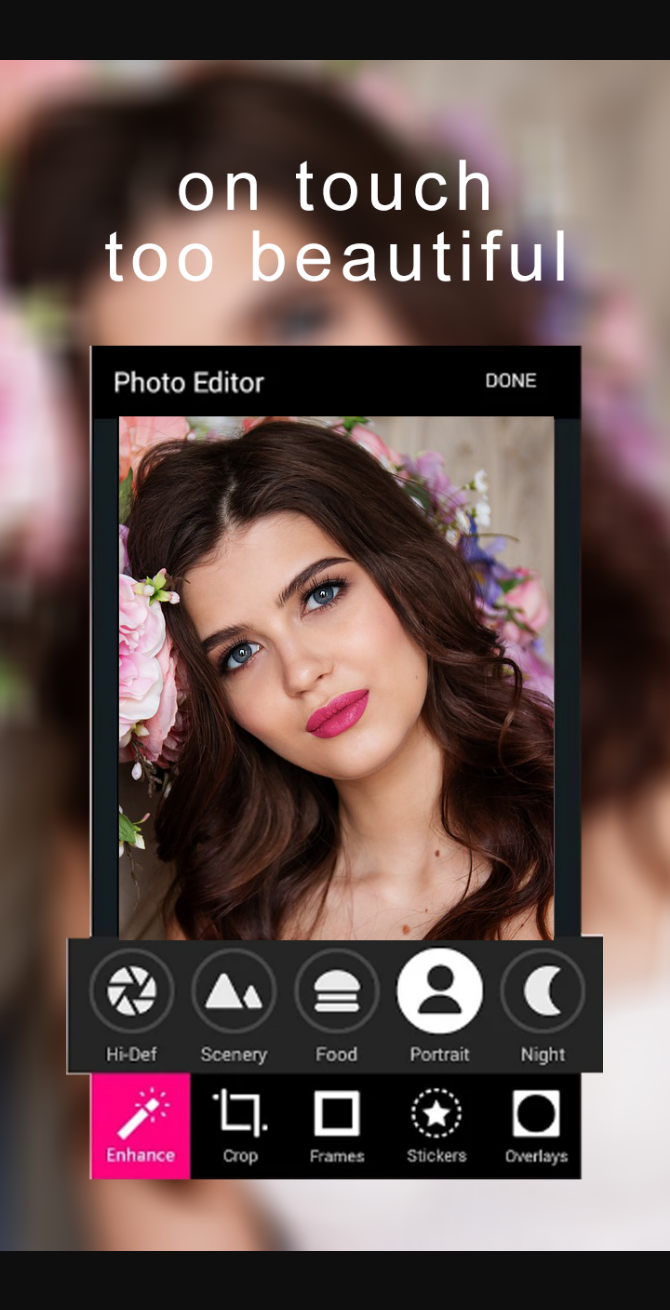 on touch
too beautiful
Photo Editor DONE
Hi-Def Scenery Food Portrait Night
Enhance Crop Frames Stickers Overlays